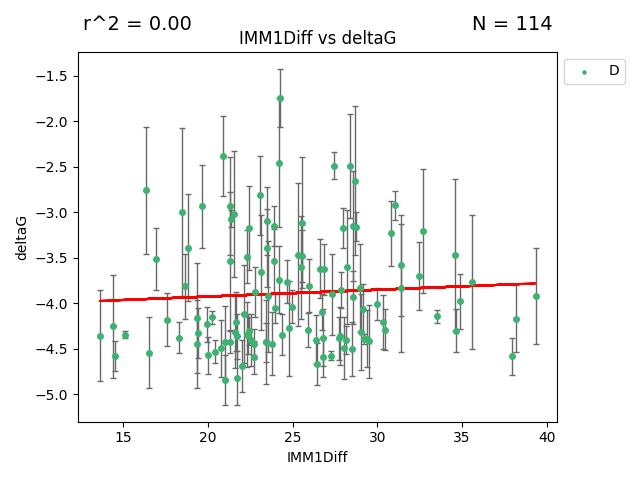 r^2 = 0.00 N = 114
IMM1Diff vs deltaG
D
deltaG
−1.5
−2.0
−2.5
−3.0
−3.5
−4.0
−4.5
−5.0
15 20 25 30 35 40
IMM1Diff